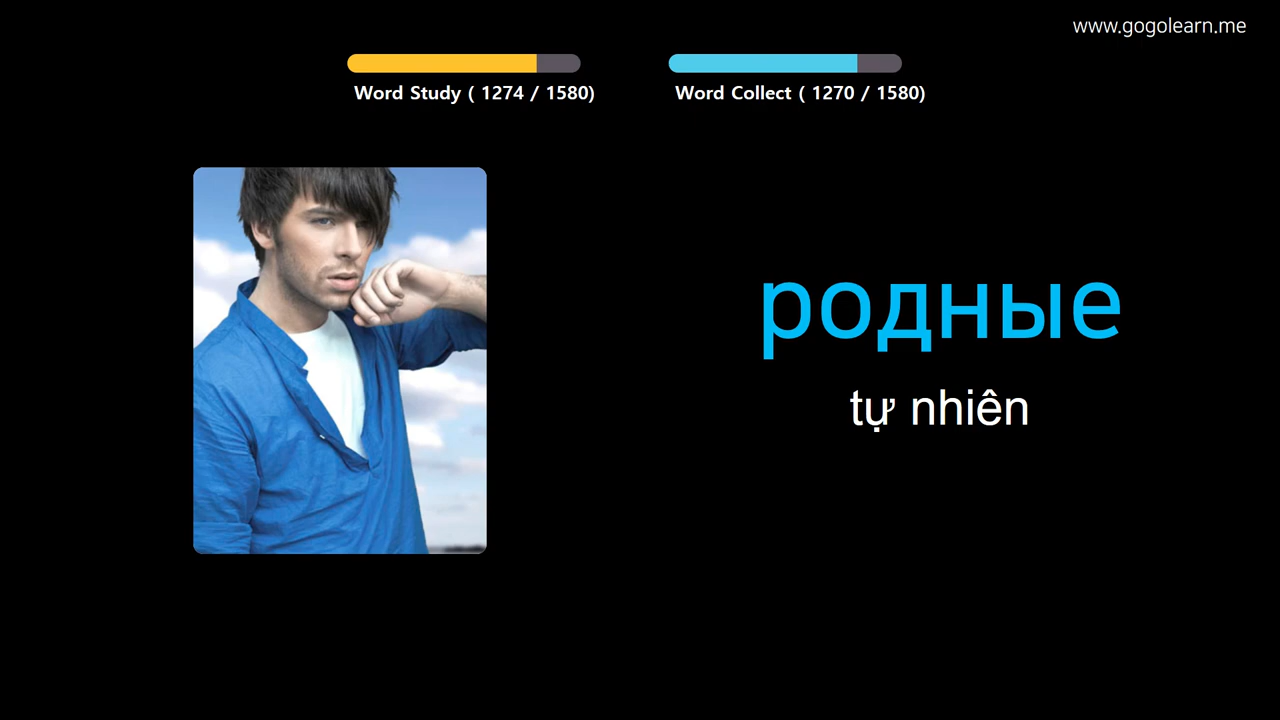 www.gogolearn.me
Word Study ( 1274 / 1580)
Word Collect ( 1270 / 1580)
родные
tự nhiên